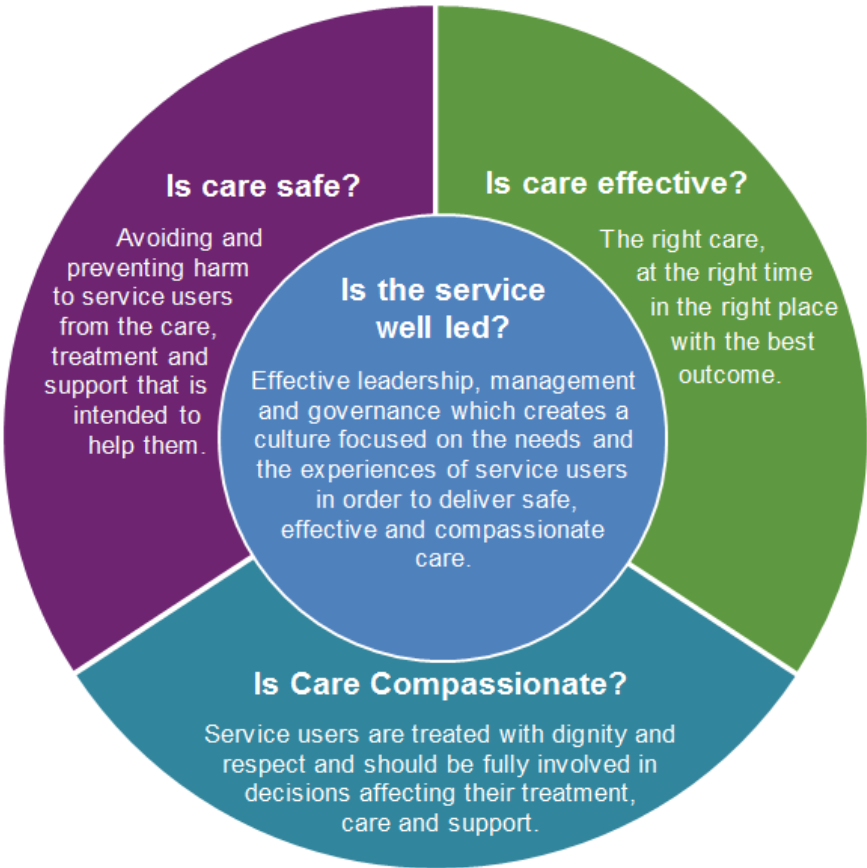 Is care safe?
Avoiding and
preventing harm
to service users
from the care,
treatment and
support that is
intended to
help them.
Is care effective?
The right care,
at the right time
in the right place
with the best
outcome.
Is the service
well led?
Effective leadership, management
and governance which creates a
culture focused on the needs and
the experiences of service users
in order to deliver safe,
effective and compassionate
care.
Is Care Compassionate?
Service users are treated with dignity and
respect and should be fully involved in
decisions affecting their treatment,
care and support.